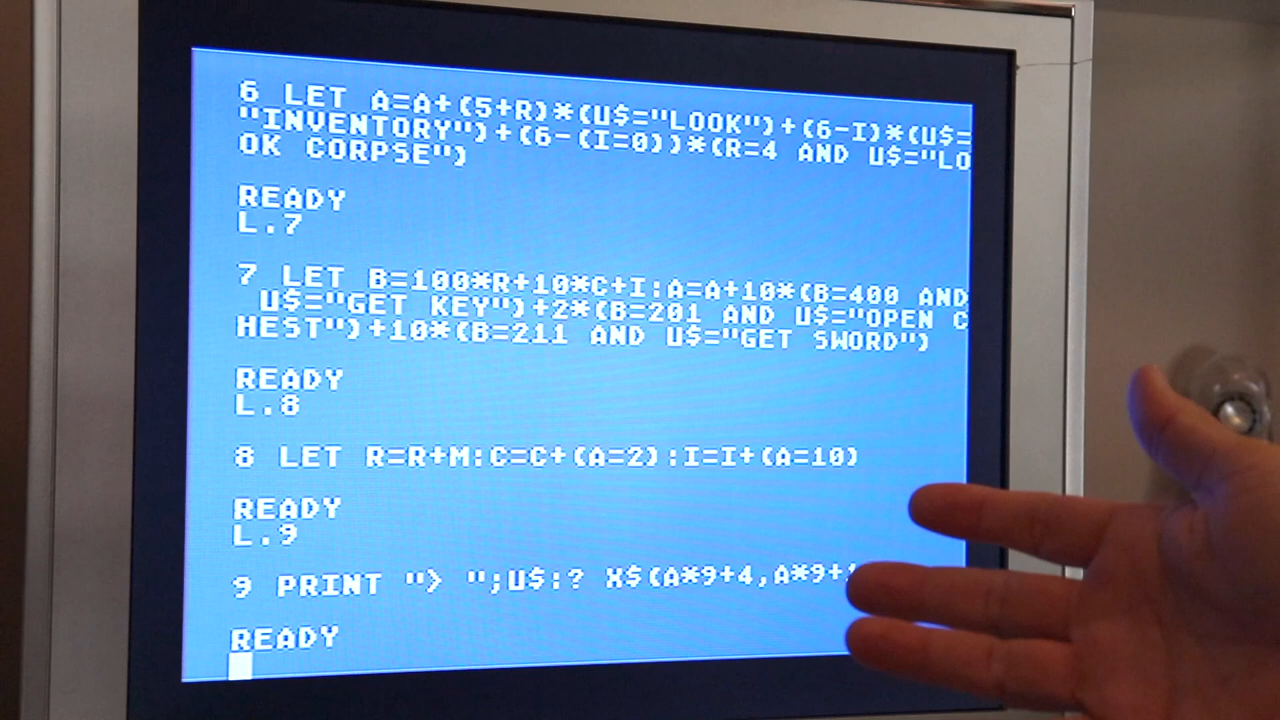 6 LET A=A+(5+R)*(U$="LOOK")+(6-I)*(U$=
"INVENTORY")+(6-(I=0))*(R=4 AND U$="LO
OK CORPSE")
READY
L.7
7 LET B=100*R+10*C+I:A=A+10*(B=400 AND
U$="GET KEY")+2*(B=201 AND U$="OPEN C
HEST")+10*(B=211 AND U$="GET SWORD")
READY
L.8
8 LET R=R+M:C=C+(A=2):I=I+(A=10)
READY
L.9
9 PRINT "> ";U$:? X$(A*9+4,A*9+1
READY